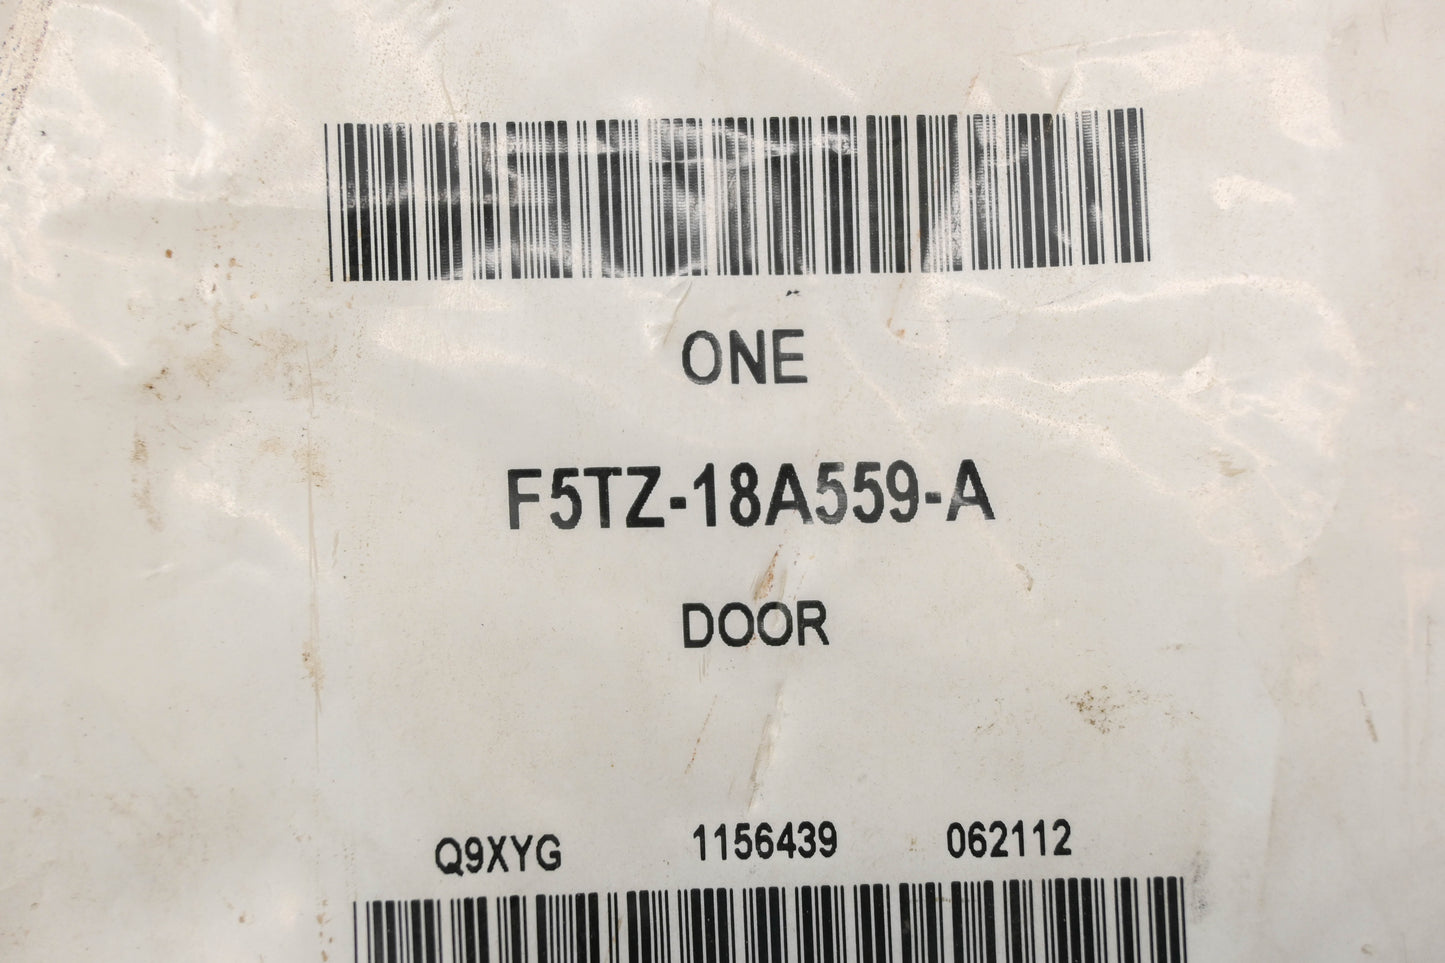 ONE
F5TZ-18A559-A
DOOR
Q9XYG 1156439 062112